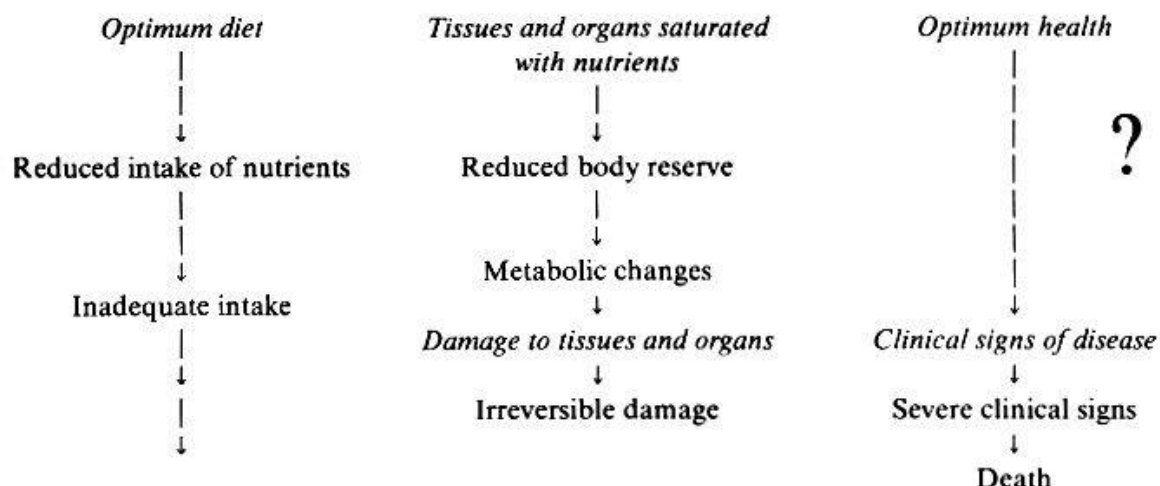 Optimum diet
Reduced intake of nutrients
Inadequate intake
Tissues and organs saturated
with nutrients
Reduced body reserve
Metabolic changes
Damage to tissues and organs
Irreversible damage
Optimum health
?
Clinical signs of disease
Severe clinical signs
Death